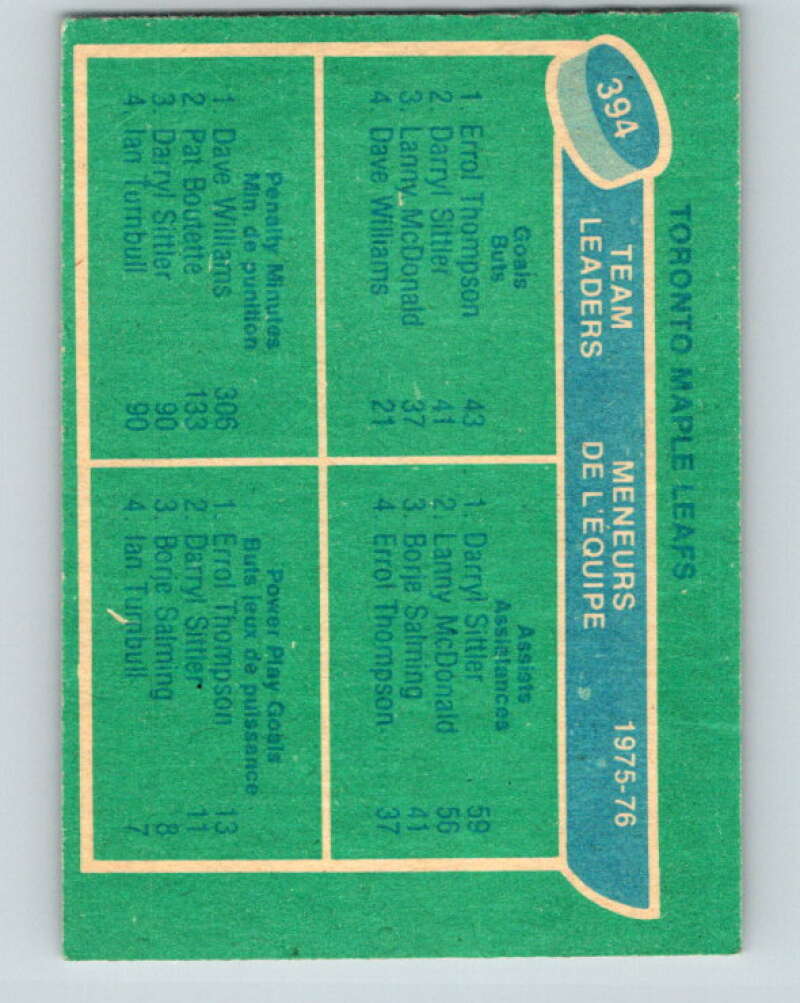 TORONTO MAPLE LEAFS
394
TEAM LEADERS
MENEURS DE L'ÉQUIPE
1975-76
Goals
Buts
1 Errol Thompson 43
2 Darryl Sittler 41
3. Lanny McDonald 37
4 Dave Williams 21
Assists
Assistances
1. Darryl Sittler 59
2. Lanny McDonald 56
3. Borje Salming 41
4 Errol Thompson 37
Penalty Minutes
Min. de punition
1. Dave Williams 306
2 Pat Boutette 133
3. Darryl Sittler 90
4. Ian Turnbull 90
Power Play Goals
Buts jeux de puissance
1 Errol Thompson 13
2. Darryl Sittler 11
3. Borje Salming 8
4. Ian Turnbull 7